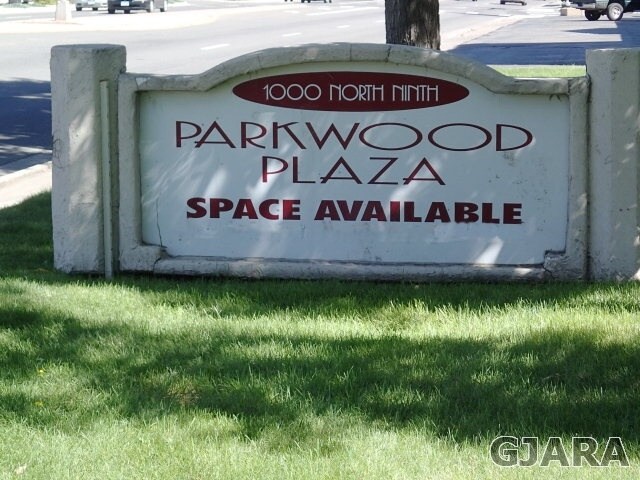 1000 NORTH NINTH
PARKWOOD
PLAZA
SPACE AVAILABLE
GJARA